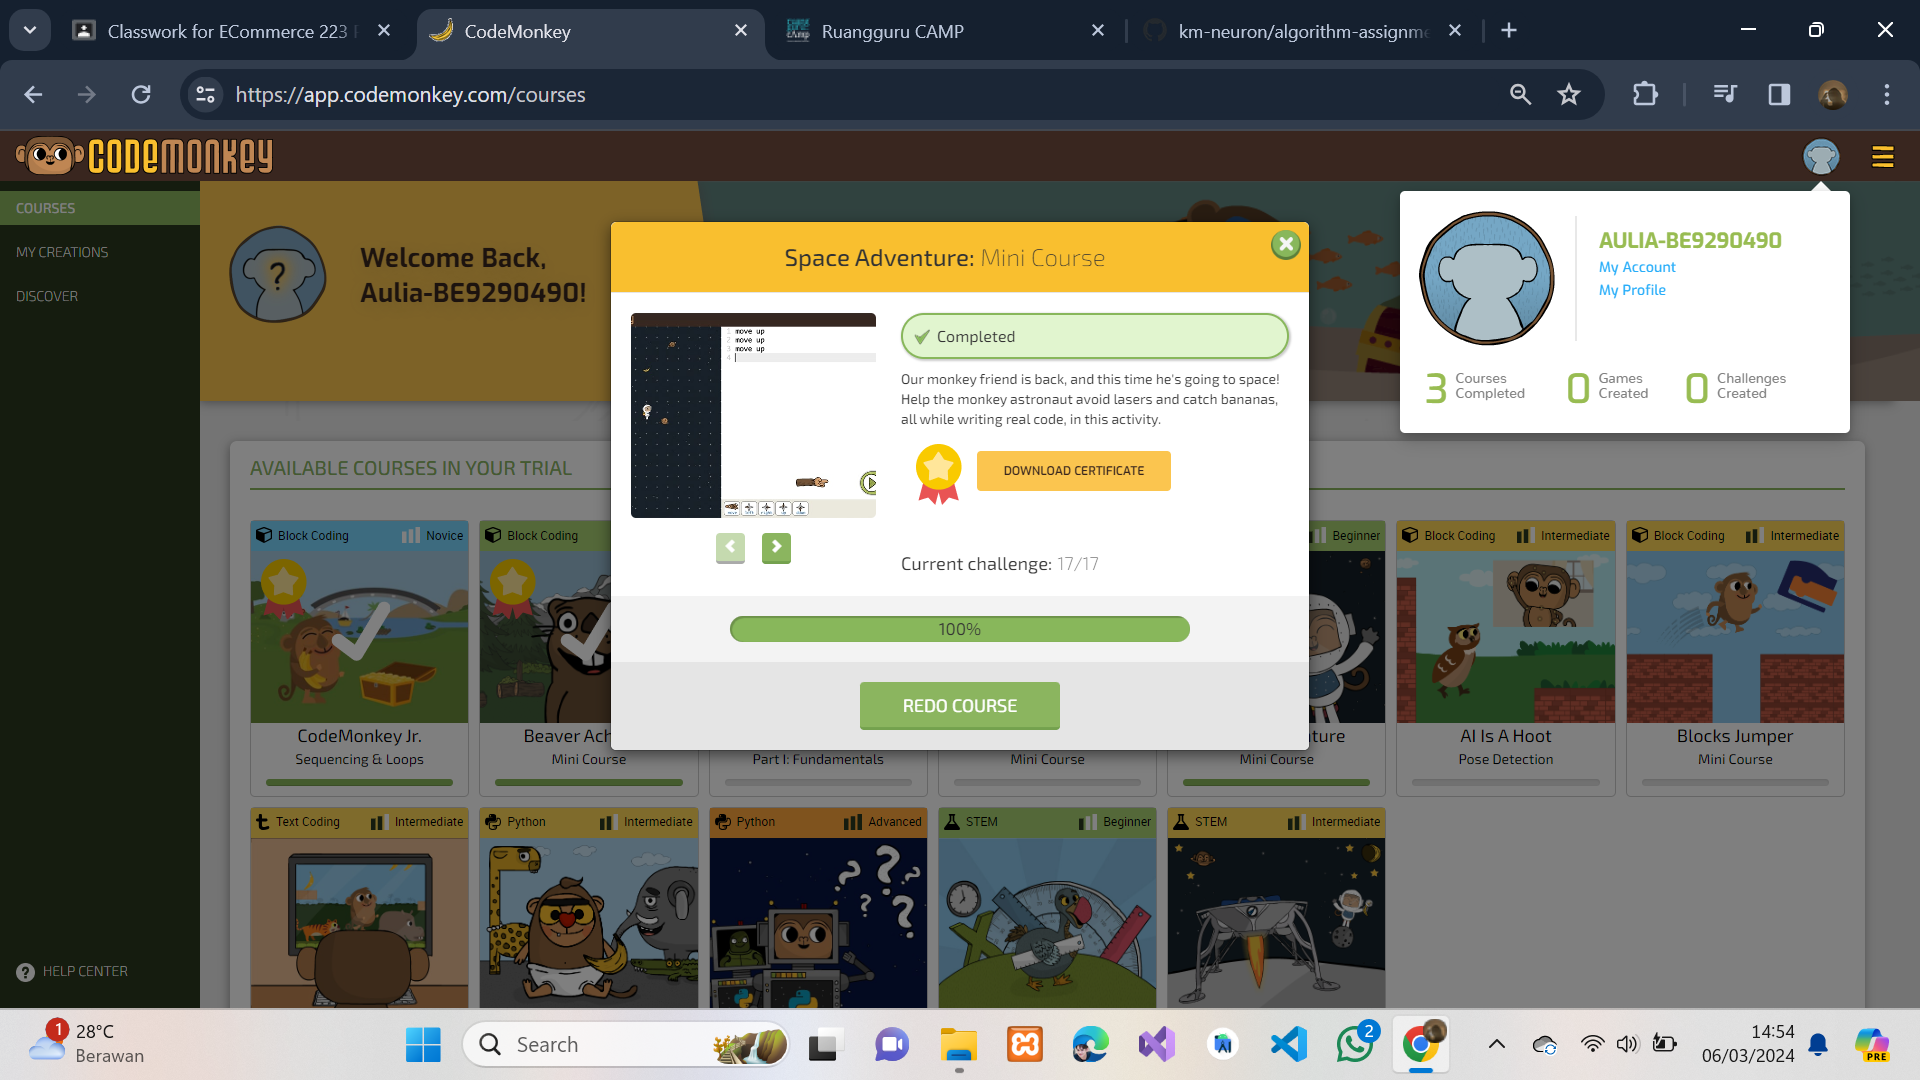 Classwork for ECommerce 223
CodeMonkey
Ruangguru CAMP
km-neuron/algorithm-assignme
https://app.codemonkey.com/courses
CODEMONKEY
COURSES
MY CREATIONS
DISCOVER
HELP CENTER
?
Welcome Back,
Aulia-BE9290490!
AULIA-BE9290490
My Account
My Profile
3 Courses Completed
0 Games Created
0 Challenges Created
Space Adventure: Mini Course
1 move up
2 move up
3 move up
4
Completed
Our monkey friend is back, and this time he's going to space!
Help the monkey astronaut avoid lasers and catch bananas,
all while writing real code, in this activity.
DOWNLOAD CERTIFICATE
Current challenge: 17/17
100%
REDO COURSE
AVAILABLE COURSES IN YOUR TRIAL
Block Coding Novice
CodeMonkey Jr.
Sequencing & Loops
Block Coding
Beaver Ach
Mini Course
Part I: Fundamentals
Mini Course
Beginner
ture
Mini Course
Block Coding Intermediate
AI Is A Hoot
Pose Detection
Block Coding Intermediate
Blocks Jumper
Mini Course
Text Coding Intermediate
Python Intermediate
Python Advanced
STEM Beginner
STEM Intermediate
1
28°C
Berawan
Search
2
14:54
06/03/2024
PRE